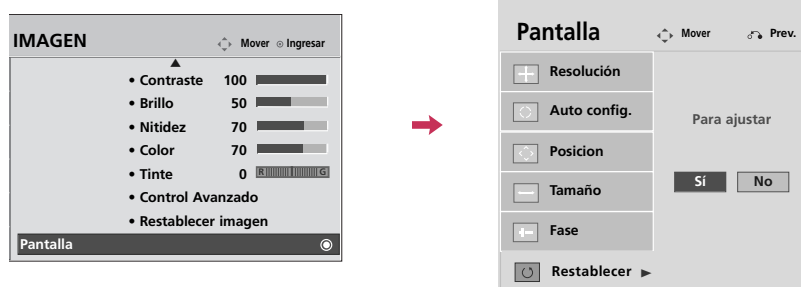 IMAGEN
Mover ⊙ Ingresar
• Contraste 100
• Brillo 50
• Nitidez 70
• Color 70
• Tinte 0 R G
• Control Avanzado
• Restablecer imagen
Pantalla
Pantalla
Mover Prev.
Resolución
Auto config.
Posicion
Tamaño
Fase
Restablecer ►
Para ajustar
Sí No